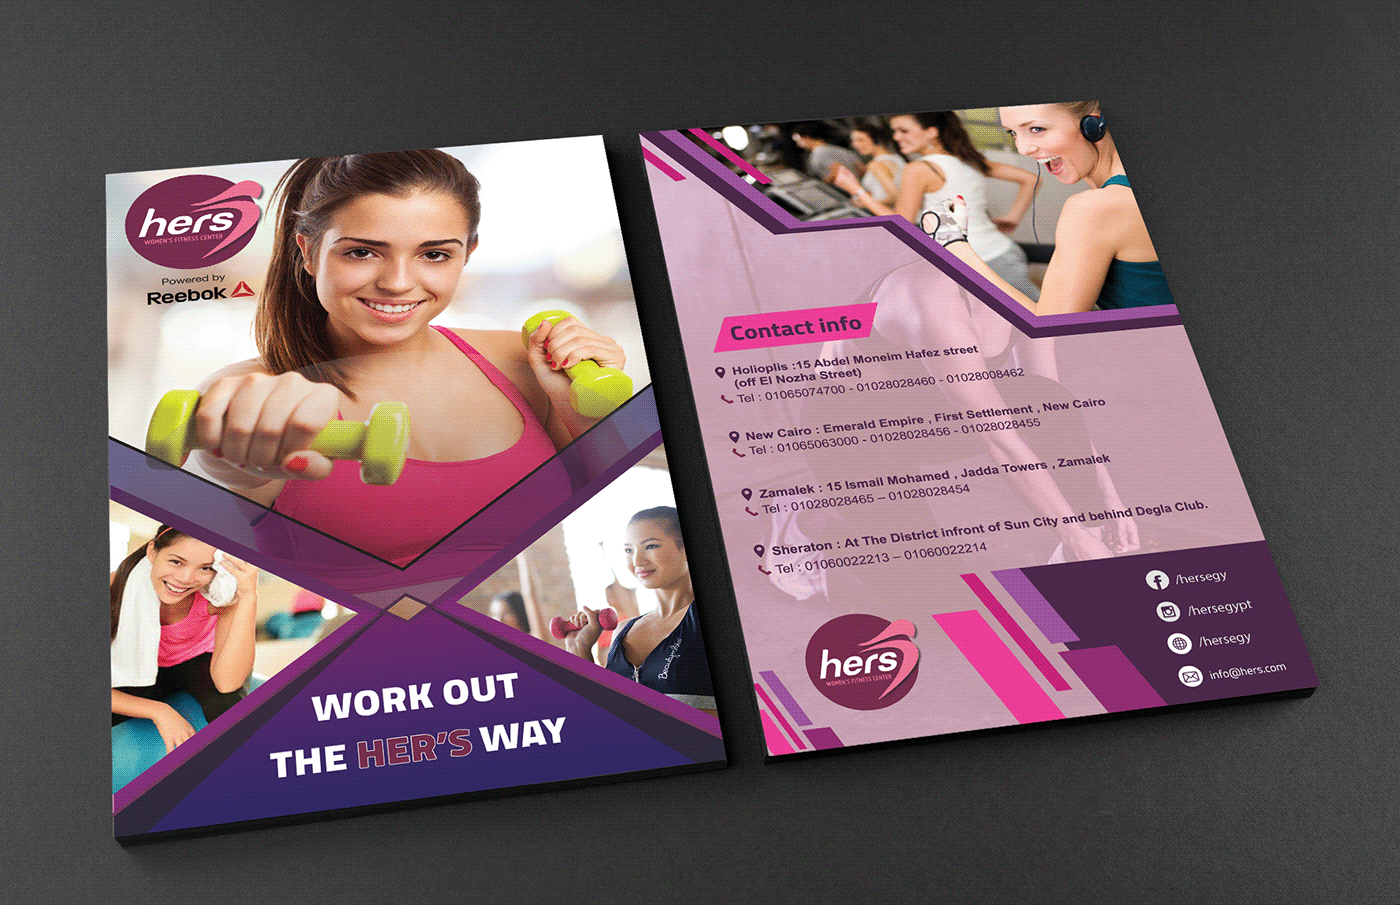 hers
WOMEN'S FITNESS CENTER
Powered by
Reebok
Beautymiss
WORK OUT
THE HER'S WAY
Contact info
Holioplis :15 Abdel Moneim Hafez street
(off El Nozha Street)
Tel : 01065074700 - 01028028460 - 01028008462
New Cairo : Emerald Empire , First Settlement , New Cairo
Tel : 01065063000 - 01028028456 - 01028028455
Zamalek : 15 Ismail Mohamed , Jadda Towers , Zamalek
Tel : 01028028465 – 01028028454
Sheraton : At The District infront of Sun City and behind Degla Club.
Tel : 01060022213 – 01060022214
hers
WOMEN'S FITNESS CENTER
/hersegy
/hersegypt
/hersegy
info@hers.com